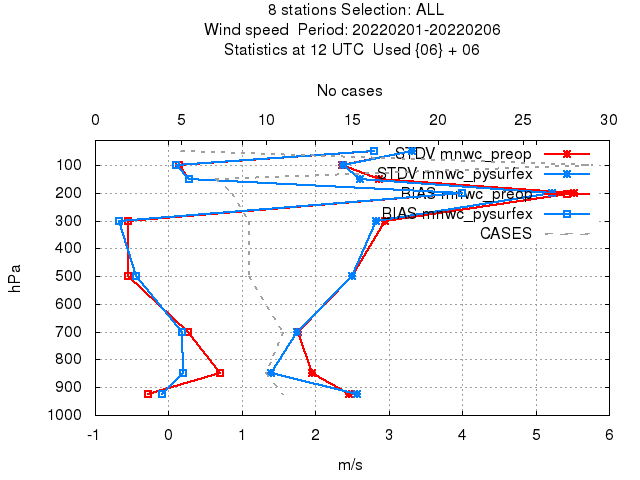 8 stations Selection: ALL
Wind speed  Period: 20220201-20220206
Statistics at 12 UTC  Used {06} + 06
No cases
0 5 10 15 20 25 30
STDV mnwc_preop
STDV mnwc_pysurfex
BIAS mnwc_preop
BIAS mnwc_pysurfex
CASES
hPa
100
200
300
400
500
600
700
800
900
1000
-1 0 1 2 3 4 5 6
m/s